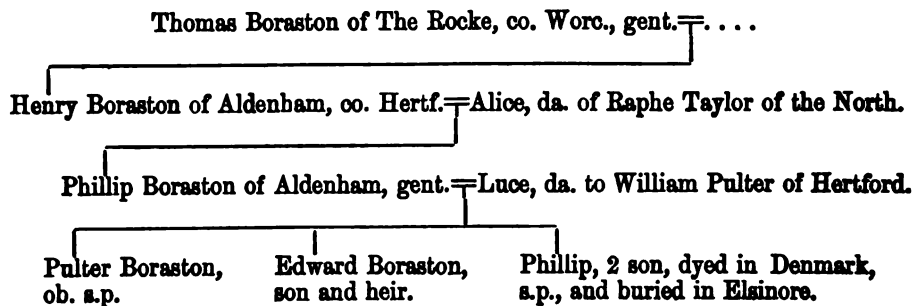 Thomas Boraston of The Rocke, co. Worc., gent.=. . . .
Henry Boraston of Aldenham, co. Hertf.=Alice, da. of Raphe Taylor of the North.
Phillip Boraston of Aldenham, gent.=Luce, da. to William Pulter of Hertford.
Pulter Boraston,
ob. s.p.
Edward Boraston,
son and heir.
Phillip, 2 son, dyed in Denmark,
s.p., and buried in Elsinore.